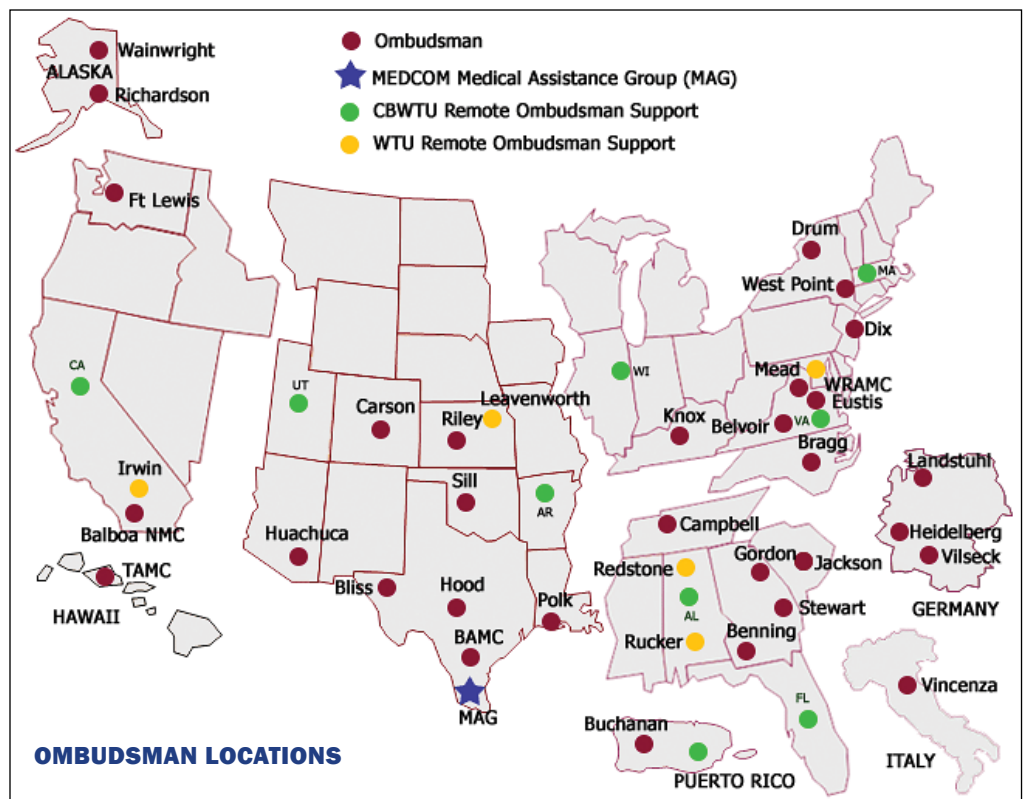 Wainwright
ALASKA
Richardson
Ombudsman
MEDCOM Medical Assistance Group (MAG)
CBWTU Remote Ombudsman Support
WTU Remote Ombudsman Support
Ft Lewis
CA
Irwin
Balboa NMC
TAMC
HAWAII
UT
Carson
Leavenworth
Riley
Sill
AR
Huachuca
Bliss
Hood
Polk
BAMC
MAG
WI
Knox
Drum
MA
West Point
Dix
Mead
WRAMC
Eustis
VA
Belvoir
Bragg
Campbell
Redstone
Gordon
Jackson
AL
Stewart
Rucker
Benning
FL
Buchanan
PUERTO RICO
Landstuhl
Heidelberg
Vilseck
GERMANY
Vincenza
ITALY
OMBUDSMAN LOCATIONS